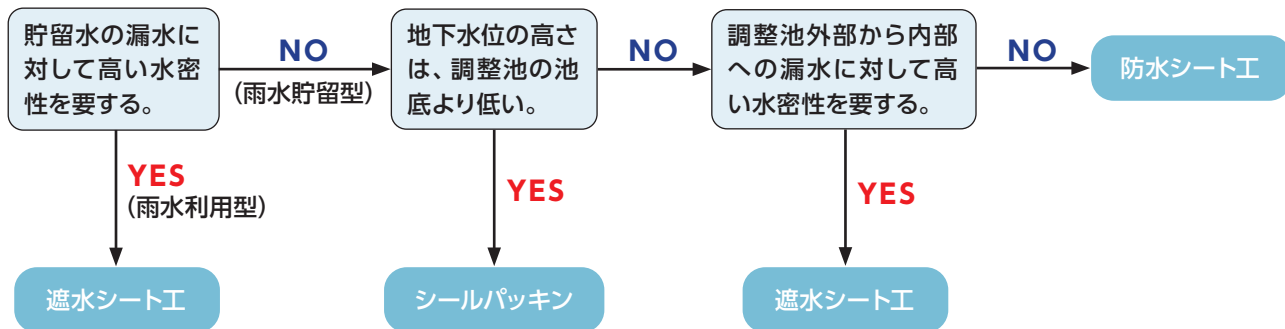 貯留水の漏水に
対して高い水密
性を要する。
NO
(雨水貯留型)
地下水位の高さ
は、調整池の池
底より低い。
NO
調整池外部から内部
への漏水に対して高
い水密性を要する。
NO
防水シート工
YES
(雨水利用型)
YES
YES
遮水シート工
シールパッキン
遮水シート工